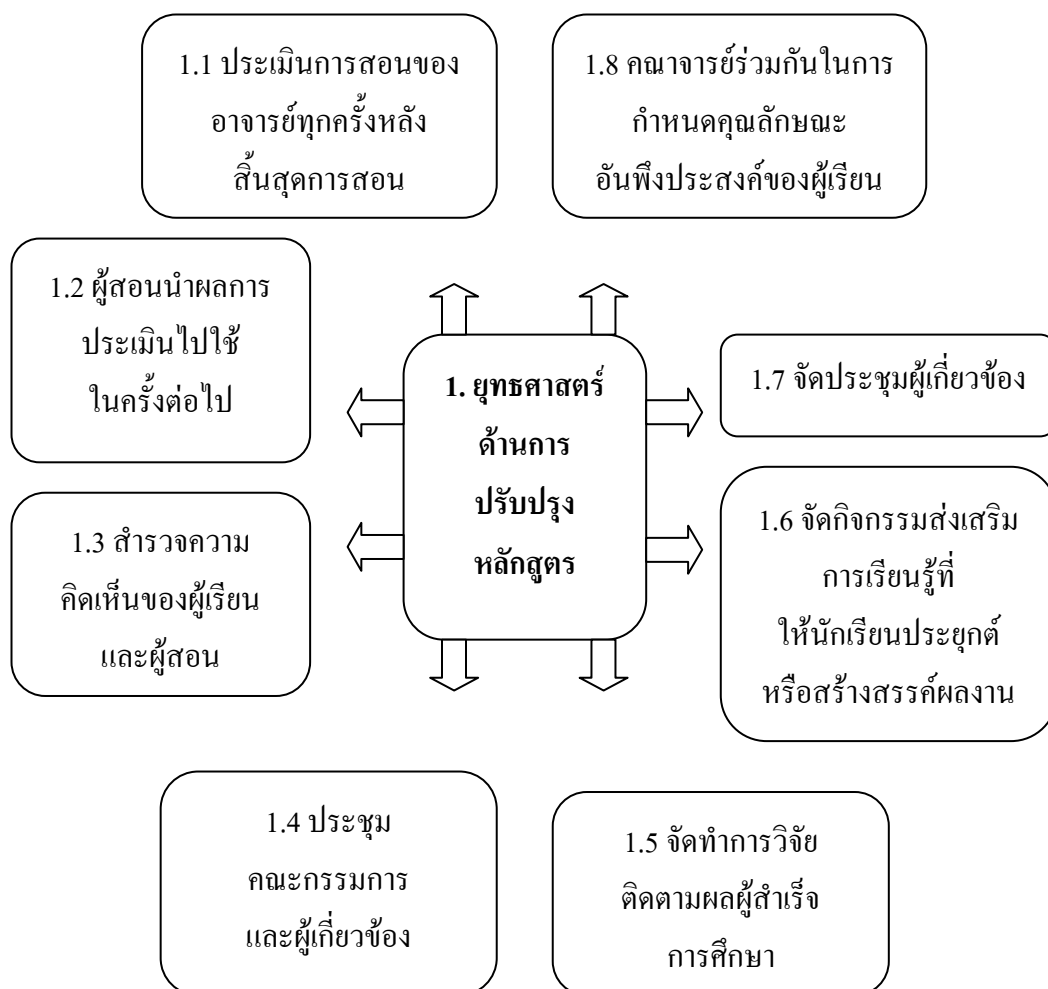 1.1 ประเมินการสอนของ
อาจารย์ทุกครั้งหลัง
สิ้นสุดการสอน
1.8 คณาจารย์ร่วมกันในการ
กำหนดคุณลักษณะ
อันพึงประสงค์ของผู้เรียน
1.2 ผู้สอนนำผลการ
ประเมินไปใช้
ในครั้งต่อไป
1. ยุทธศาสตร์
ด้านการ
ปรับปรุง
หลักสูตร
1.7 จัดประชุมผู้เกี่ยวข้อง
1.3 สำรวจความ
คิดเห็นของผู้เรียน
และผู้สอน
1.6 จัดกิจกรรมส่งเสริม
การเรียนรู้ที่
ให้นักเรียนประยุกต์
หรือสร้างสรรค์ผลงาน
1.4 ประชุม
คณะกรรมการ
และผู้เกี่ยวข้อง
1.5 จัดทำการวิจัย
ติดตามผลผู้สำเร็จ
การศึกษา